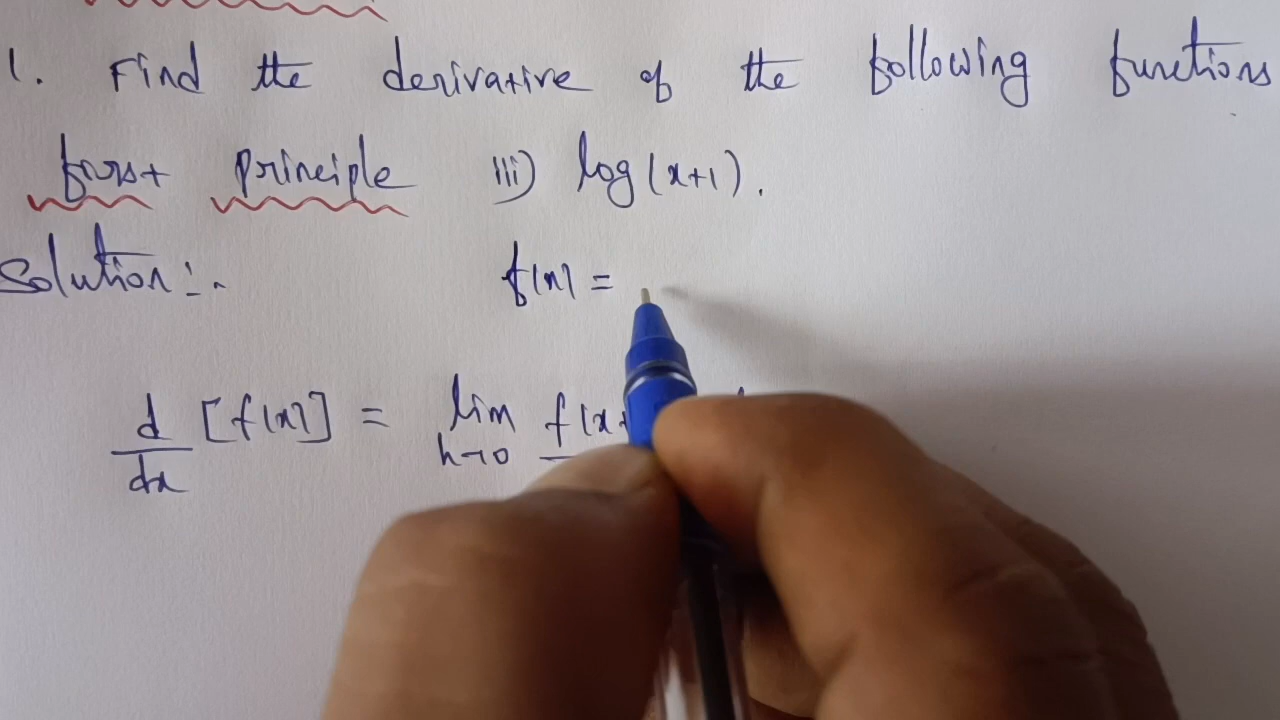 1. Find the derivative of the following functions
first principle iii) log(x+1).
Solution:-
f(x) =
d/dx [f(x)] = lim h→0 f(x+